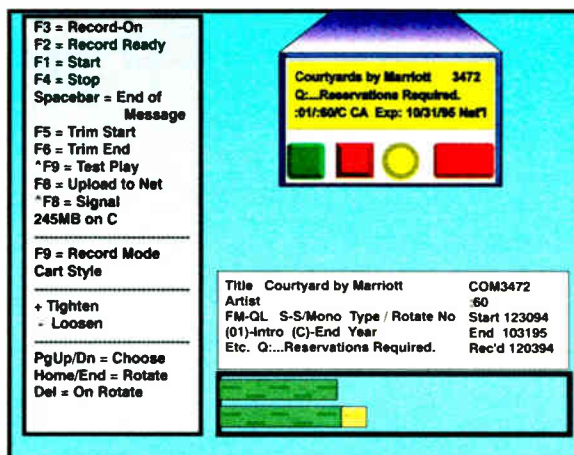 F3 = Record-On
F2 = Record Ready
F1 = Start
F4 = Stop
Spacebar = End of
Message
F5 = Trim Start
F6 = Trim End
^F9 = Test Play
F8 = Upload to Net
^F8 = Signal
245MB on C
F9 = Record Mode
Cart Style
+ Tighten
- Loosen
PgUp/Dn = Choose
Home/End = Rotate
Del = On Rotate
Courtyards by Marriott 3472
Q:...Reservations Required.
:01/:60/C CA Exp: 10/31/95 Net'l
Title Courtyard by Marriott COM3472
Artist :60
FM-QL S-S/Mono Type / Rotate No Start 123094
(01)-Intro (C)-End Year End 103195
Etc. Q:...Reservations Required. Rec'd 120394